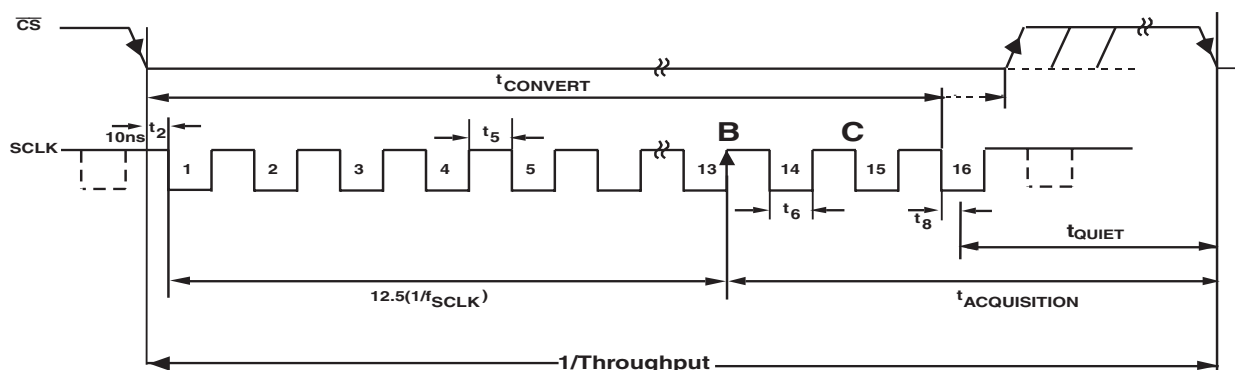 CS
tCONVERT
t2
10ns
t5
B
C
SCLK
1
2
3
4
5
13
14
15
16
t6
t8
tQUIET
12.5(1/fSCLK)
tACQUISITION
1/Throughput